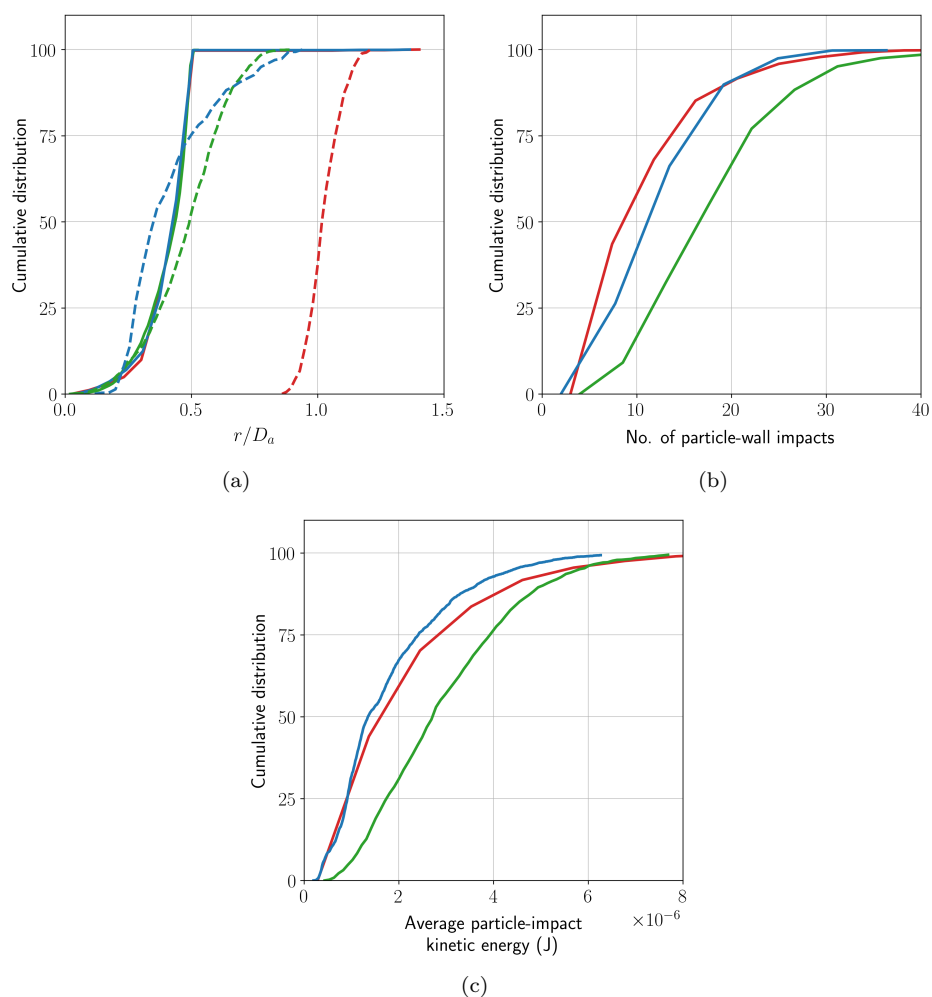 100
75
50
25
0
Cumulative distribution
0.0 0.5 1.0 1.5
r/D_a
(a)
100
75
50
25
0
Cumulative distribution
0 10 20 30 40
No. of particle-wall impacts
(b)
100
75
50
25
0
Cumulative distribution
0 2 4 6 8
×10⁻⁶
Average particle-impact
kinetic energy (J)
(c)